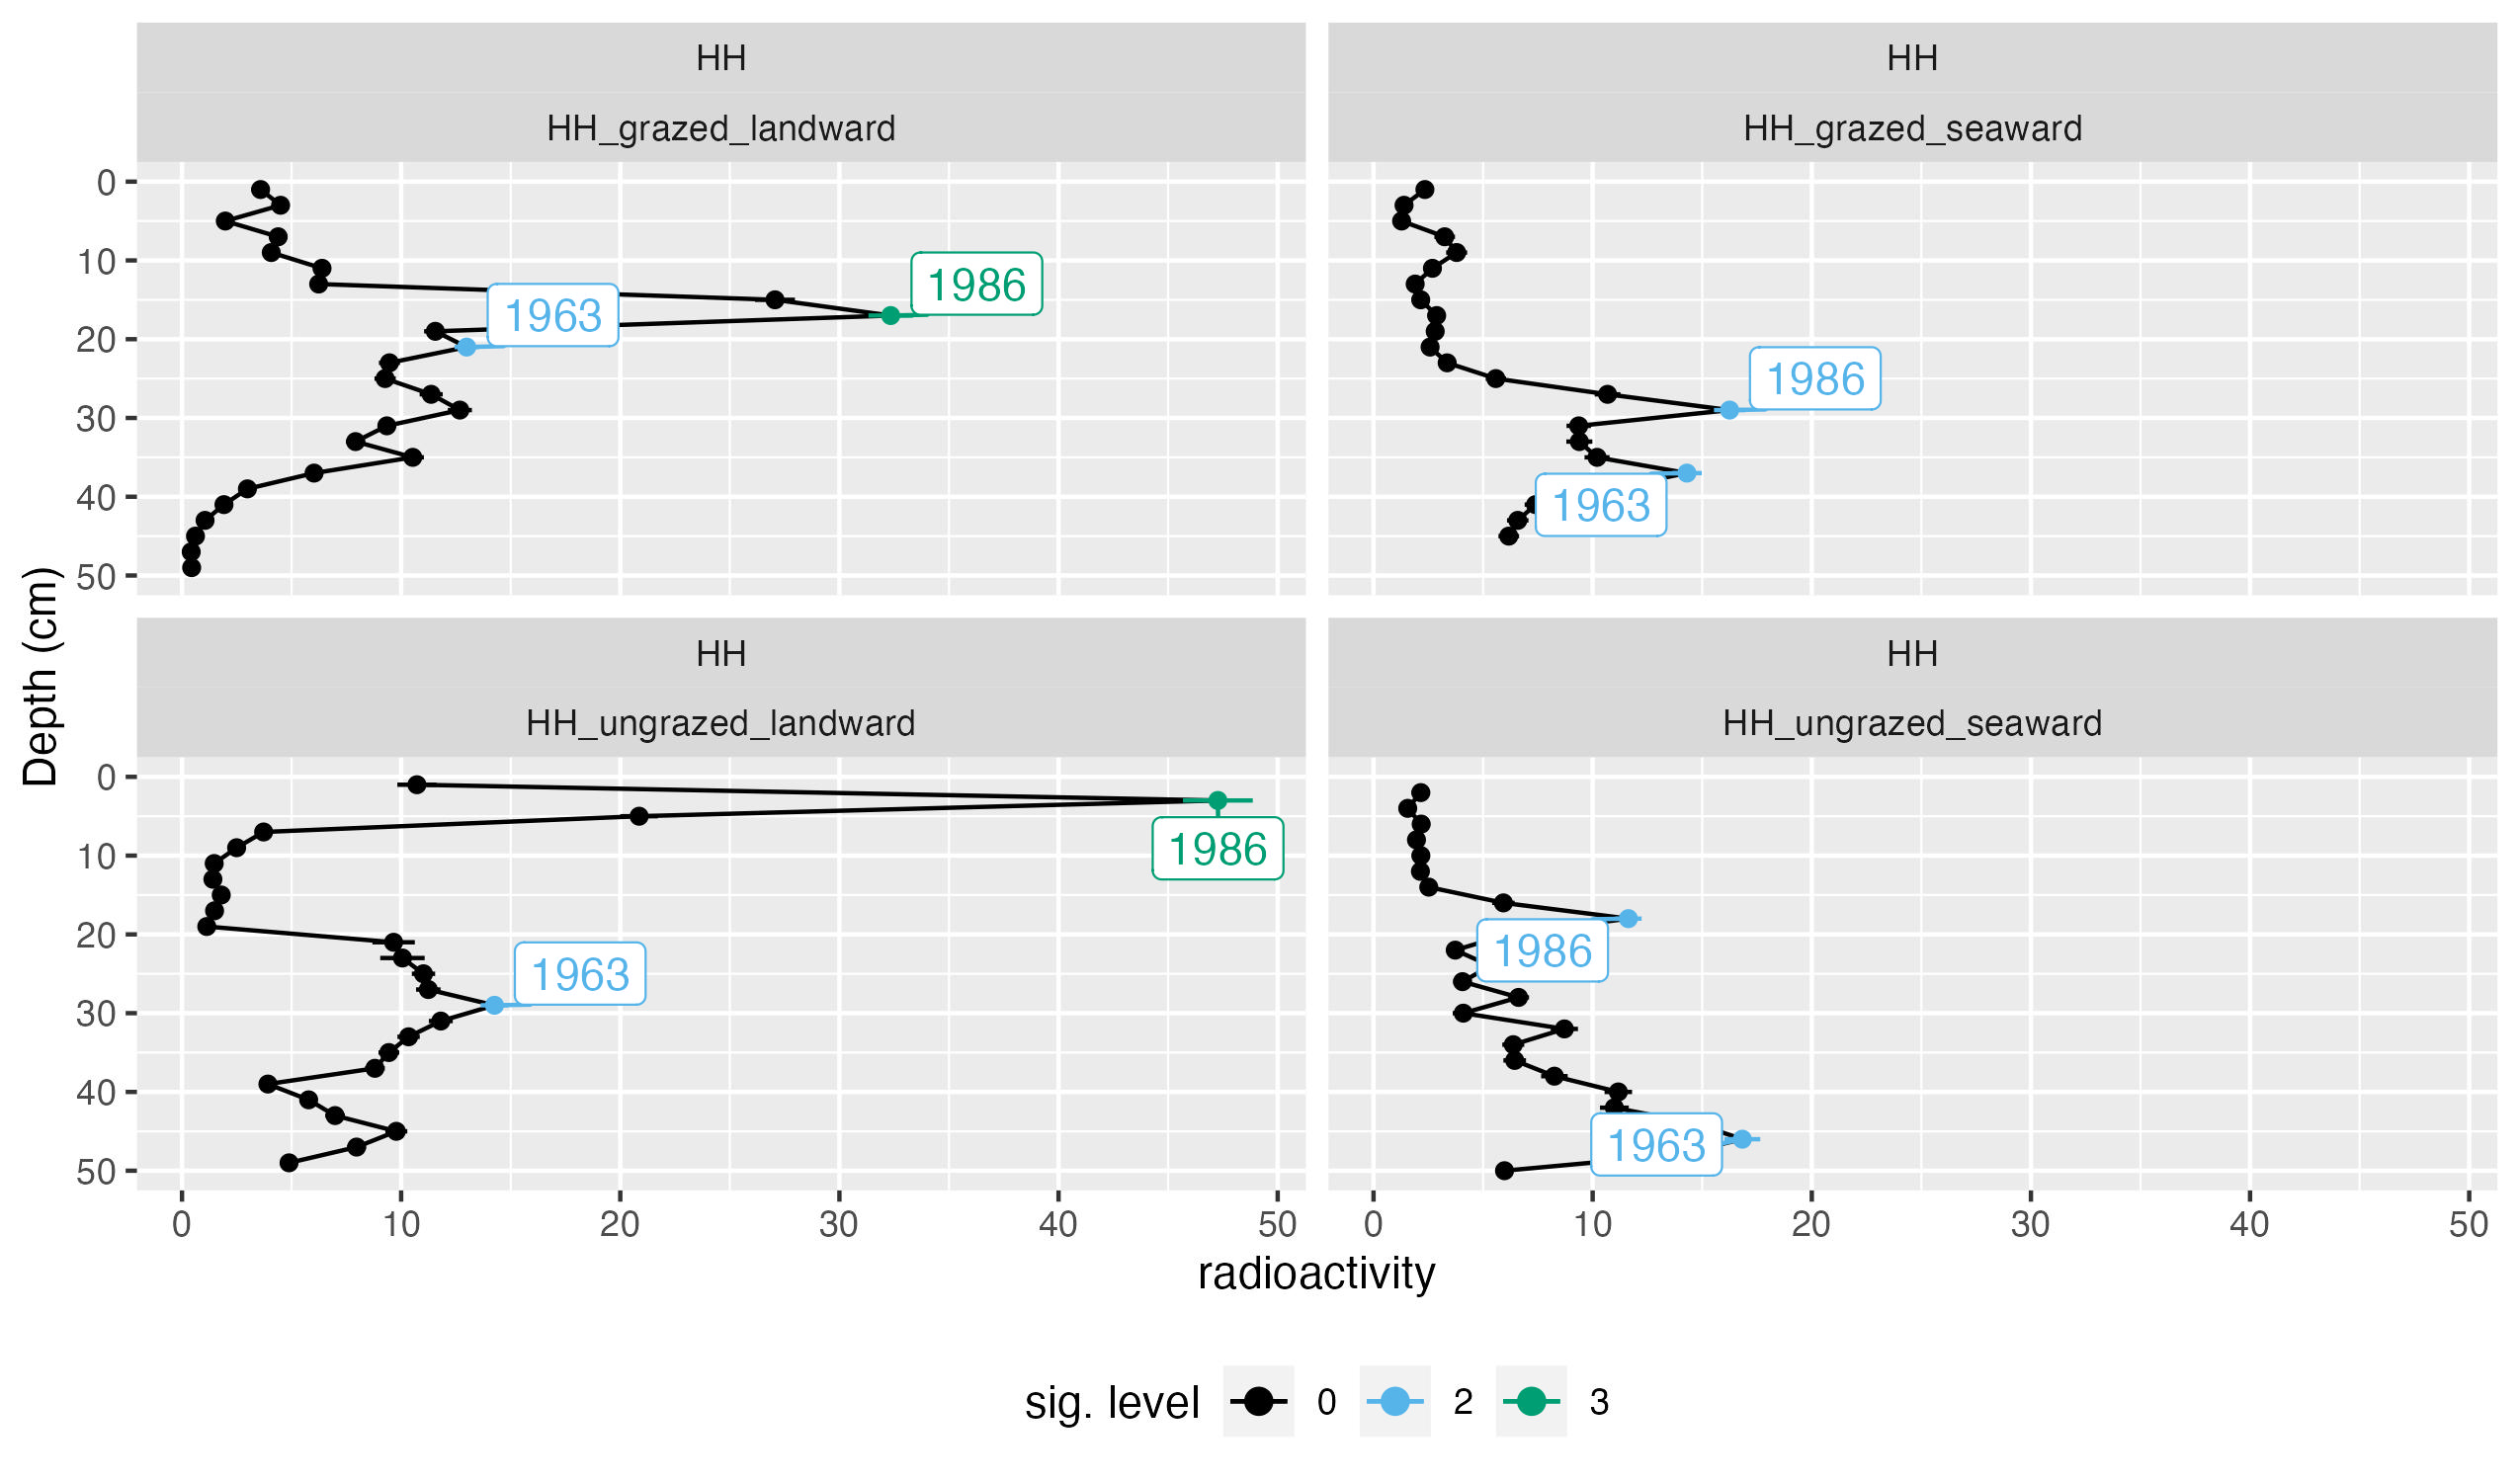 HH
HH
HH_grazed_landward
HH_grazed_seaward
0
10
20
30
40
50
1986
1963
1986
1963
Depth (cm)
HH
HH
HH_ungrazed_landward
HH_ungrazed_seaward
0
10
20
30
40
50
1986
1963
1986
1963
0 10 20 30 40 50
0 10 20 30 40 50
radioactivity
sig. level 0 2 3